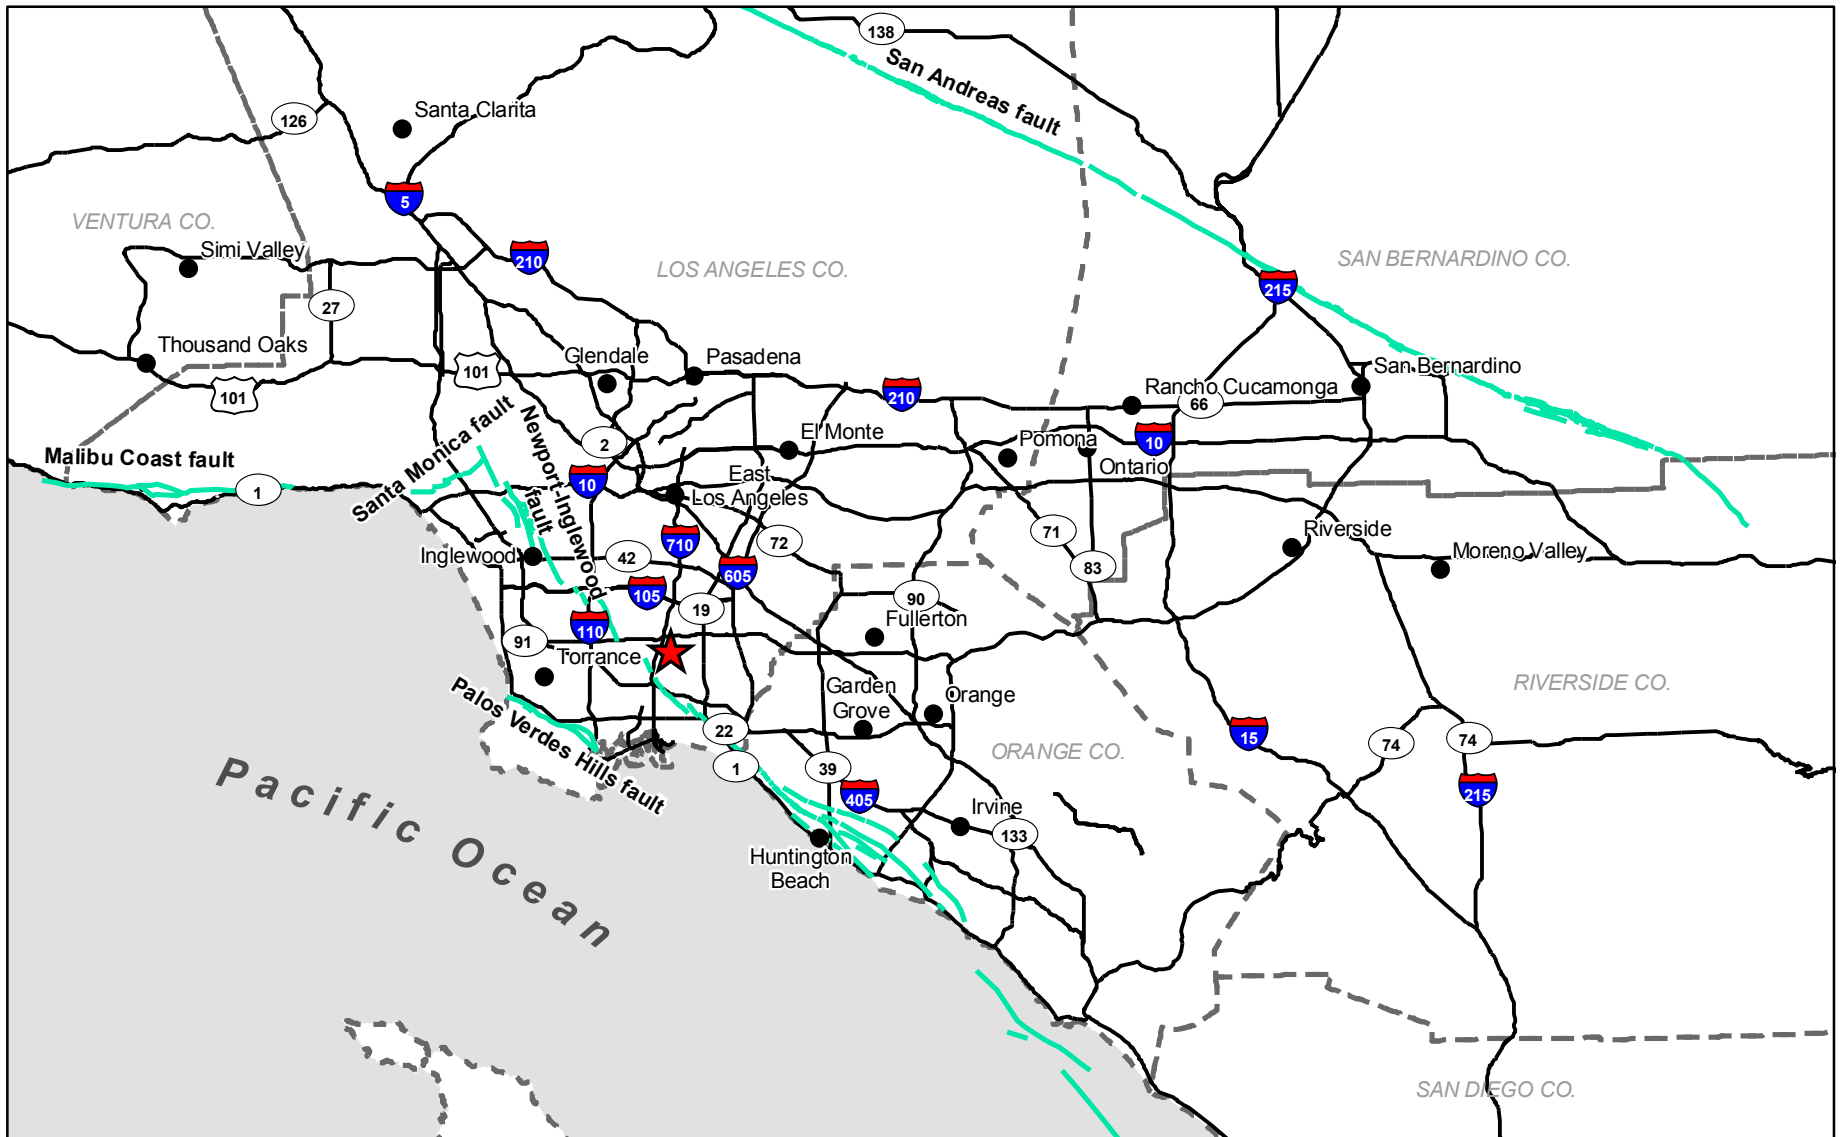 138
San Andreas fault
Santa Clarita
126
5
VENTURA CO.
Simi Valley
210
LOS ANGELES CO.
SAN BERNARDINO CO.
215
27
Thousand Oaks
101
101
Glendale
Pasadena
210
Rancho Cucamonga
66
San Bernardino
2
El Monte
Pomona
10
Ontario
Malibu Coast fault
1
Santa Monica fault
Newport-Inglewood
fault
10
East
Los Angeles
710
72
71
83
Riverside
Moreno Valley
Inglewood
42
605
105
19
90
Fullerton
110
91
Torrance
Palos Verdes Hills fault
Garden
Grove
Orange
22
1
39
405
ORANGE CO.
RIVERSIDE CO.
15
74
74
215
Irvine
133
Huntington
Beach
Pacific Ocean
SAN DIEGO CO.